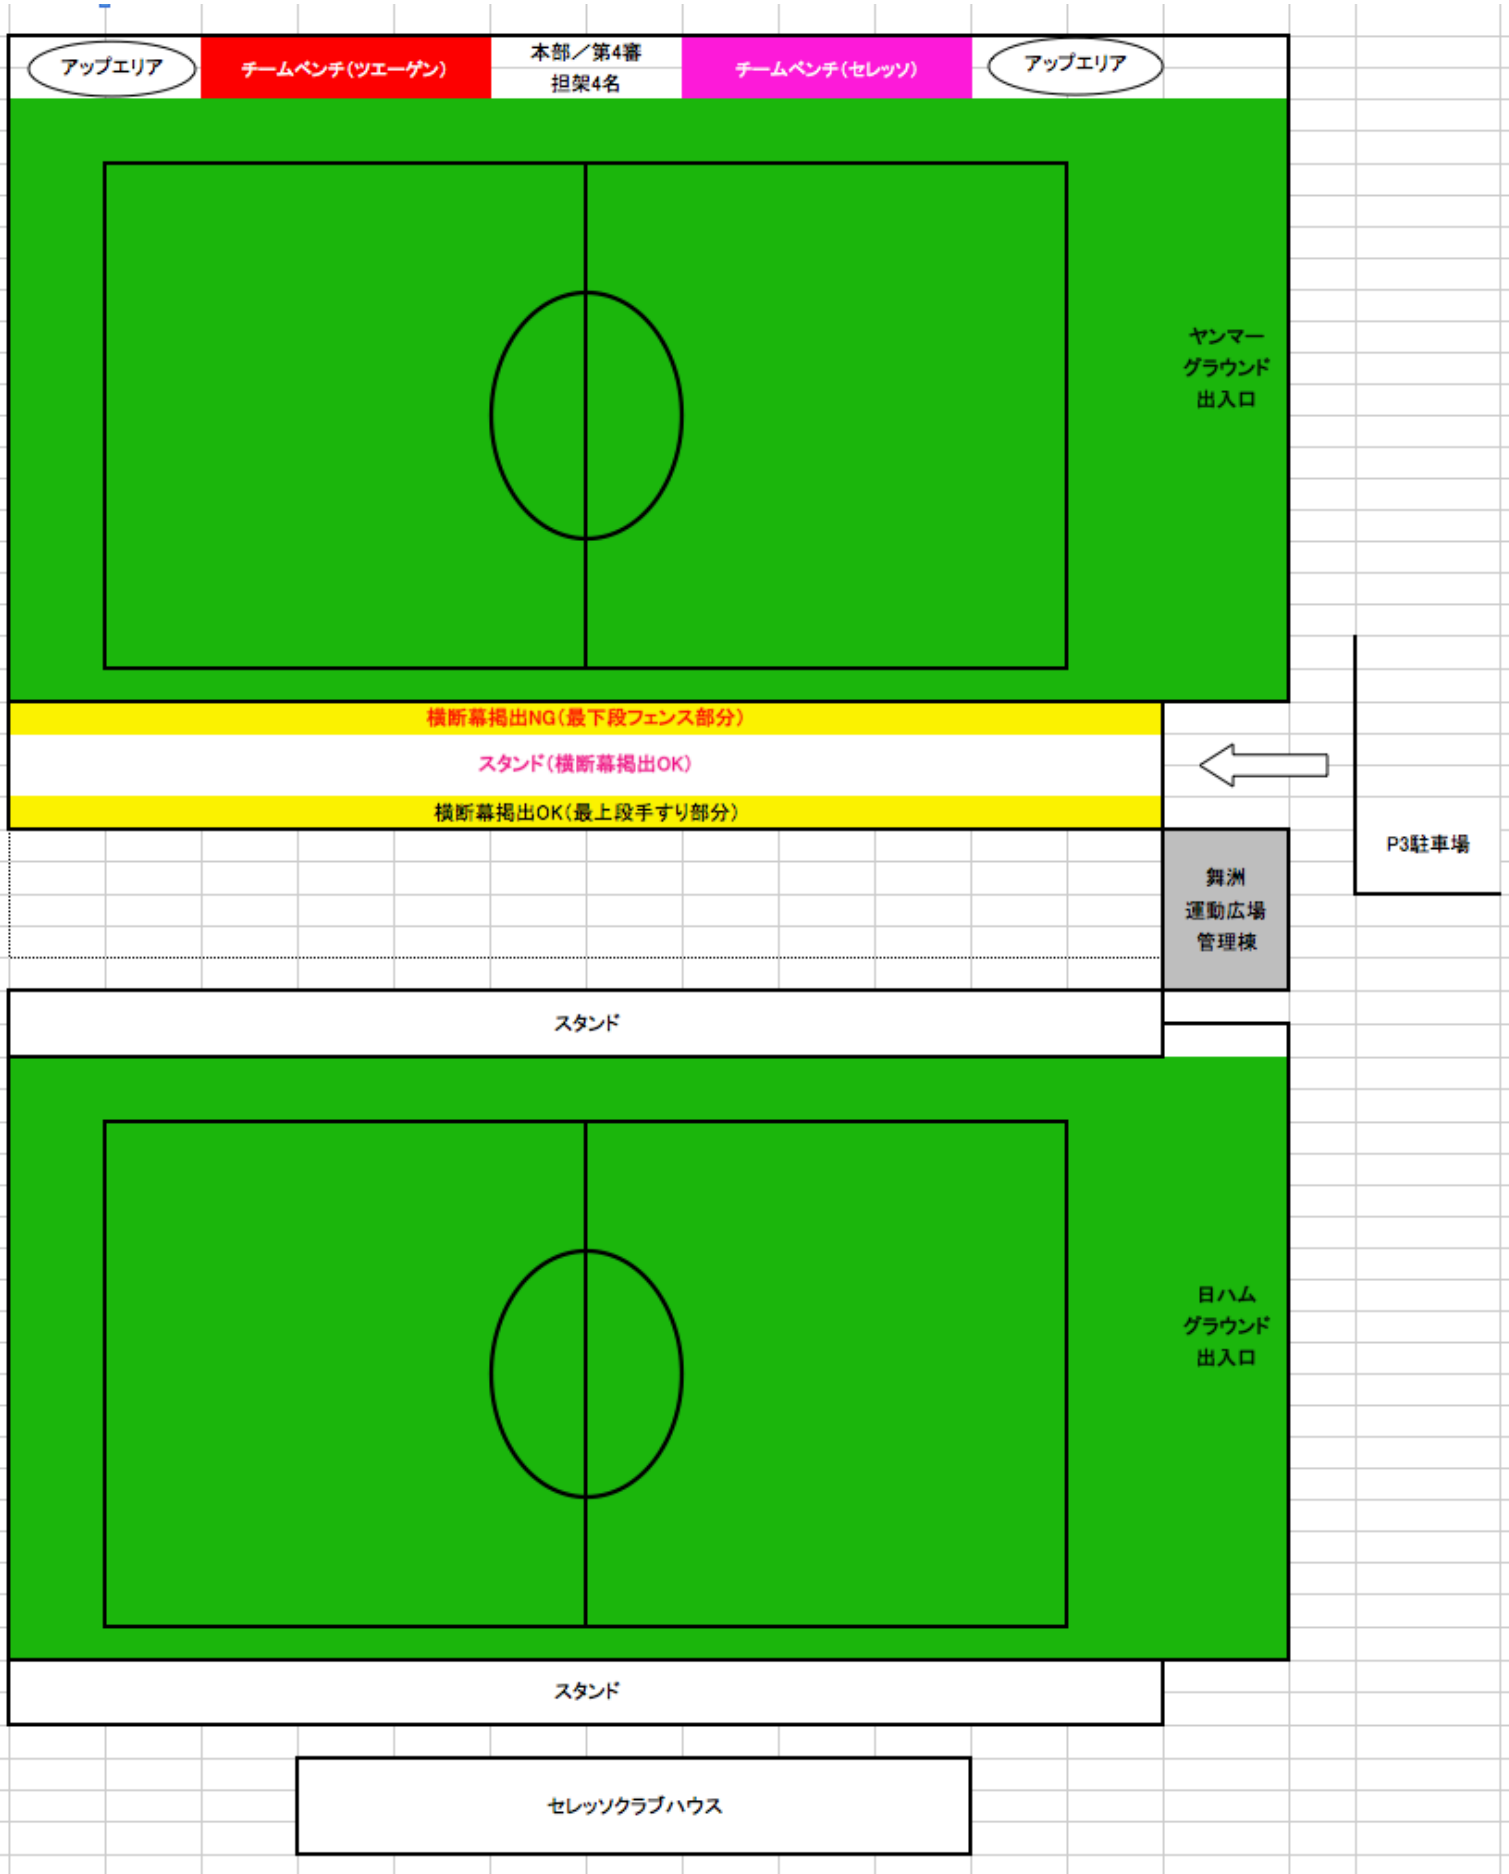 アップエリア
チームベンチ(ツエーゲン)
本部／第4審
担架4名
チームベンチ(セレッソ)
アップエリア
ヤンマー
グラウンド
出入口
横断幕掲出NG(最下段フェンス部分)
スタンド(横断幕掲出OK)
横断幕掲出OK(最上段手すり部分)
P3駐車場
舞洲
運動広場
管理棟
スタンド
日ハム
グラウンド
出入口
スタンド
セレッソクラブハウス